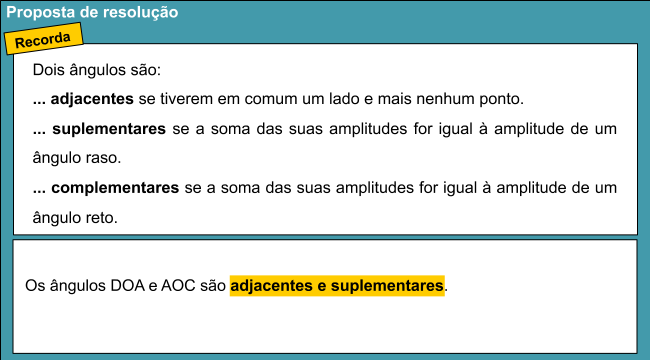 Proposta de resolução
Recorda
Dois ângulos são:
... adjacentes se tiverem em comum um lado e mais nenhum ponto.
... suplementares se a soma das suas amplitudes for igual à amplitude de um
ângulo raso.
... complementares se a soma das suas amplitudes for igual à amplitude de um
ângulo reto.
Os ângulos DOA e AOC são adjacentes e suplementares.